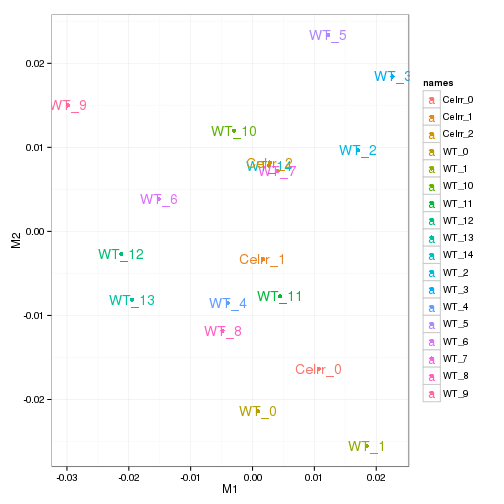 WT_5
0.02
WT_3
names
Celrr_0
WT_9
Celrr_1
Celrr_2
WT_10
WT_0
0.01
WT_2
WT_1
WT_14
Celrr_2
WT_7
WT_10
WT_6
WT_11
M2
0.00
WT_12
WT_12
Celrr_1
WT_13
WT_14
WT_13
WT_4
WT_11
WT_2
-0.01
WT_3
WT_8
WT_4
WT_5
Celrr_0
WT_6
-0.02
WT_0
WT_7
WT_8
WT_1
WT_9
-0.03
-0.02
-0.01
0.00
0.01
0.02
M1